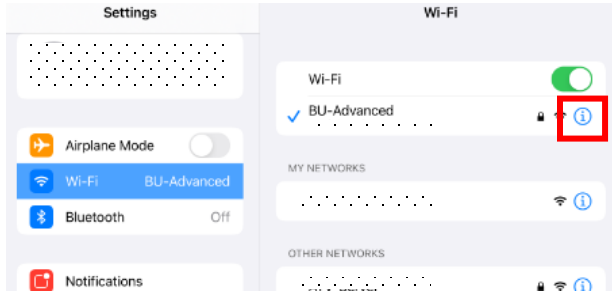 Settings
Wi-Fi
Airplane Mode
Wi-Fi BU-Advanced
Bluetooth Off
Notifications
Wi-Fi
BU-Advanced
MY NETWORKS
OTHER NETWORKS